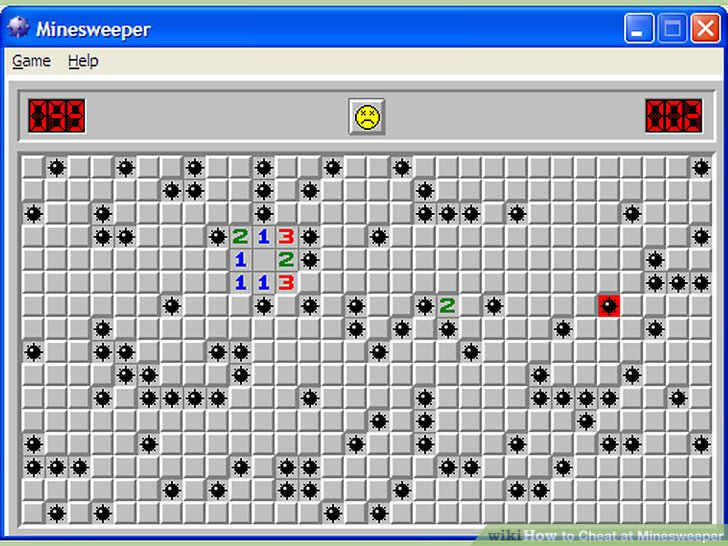 Minesweeper
Game Help
099 002
2 1 3
1 2
1 1 3
2
wikiHow to Cheat at Minesweeper